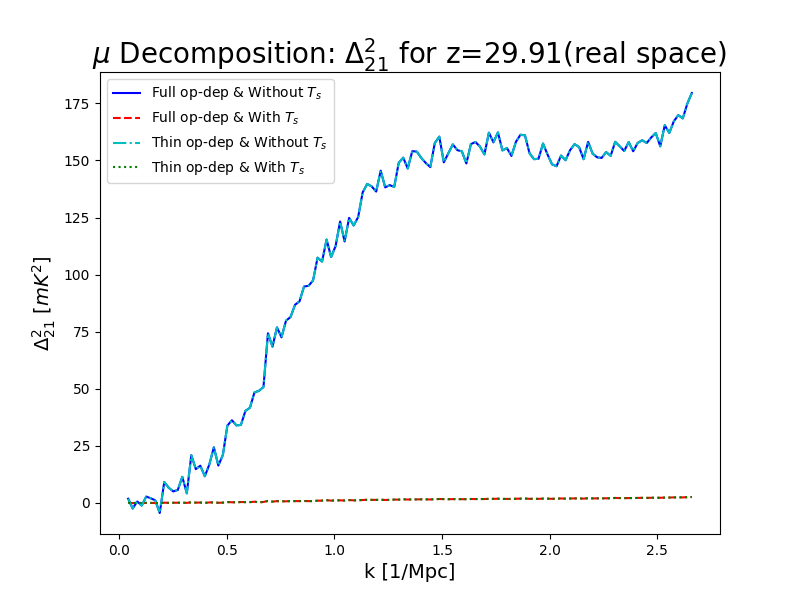 μ Decomposition: Δ²₂₁ for z=29.91(real space)
Full op-dep & Without Tₛ
Full op-dep & With Tₛ
Thin op-dep & Without Tₛ
Thin op-dep & With Tₛ
Δ²₂₁ [mK²]
175
150
125
100
75
50
25
0
0.0 0.5 1.0 1.5 2.0 2.5
k [1/Mpc]